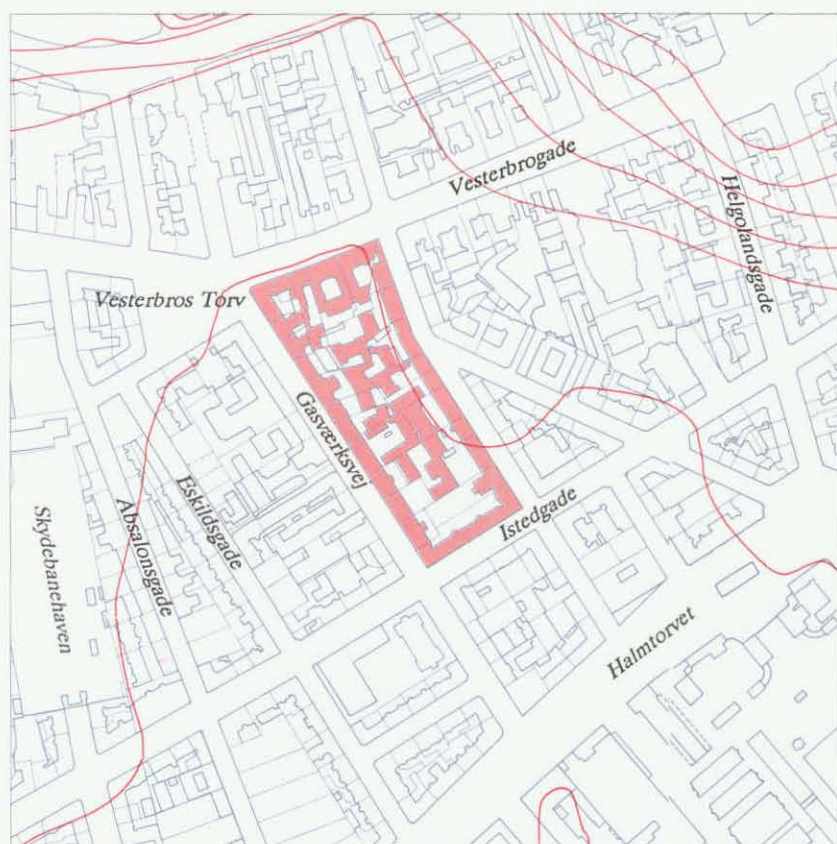 Vesterbrogade
Helgolandsgade
Vesterbros Torv
Gasværksvej
Eskildsgade
Absalonsgade
Skydebanehaven
Istedgade
Halmtorvet